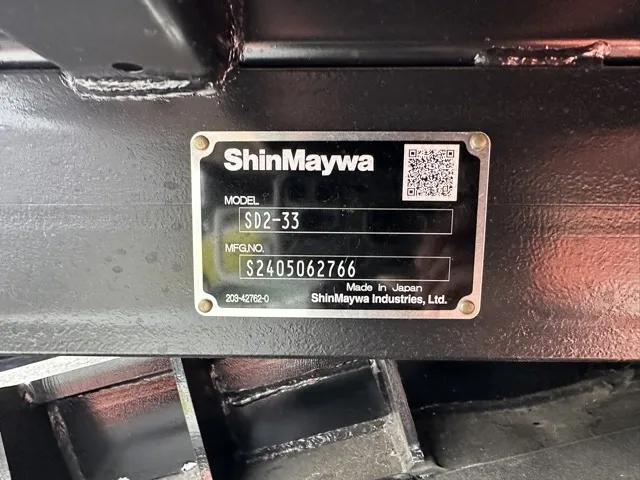 ShinMaywa
MODEL
SD2-33
MFG.NO.
S2405062766
Made in Japan
203-42762-0 ShinMaywa Industries, Ltd.